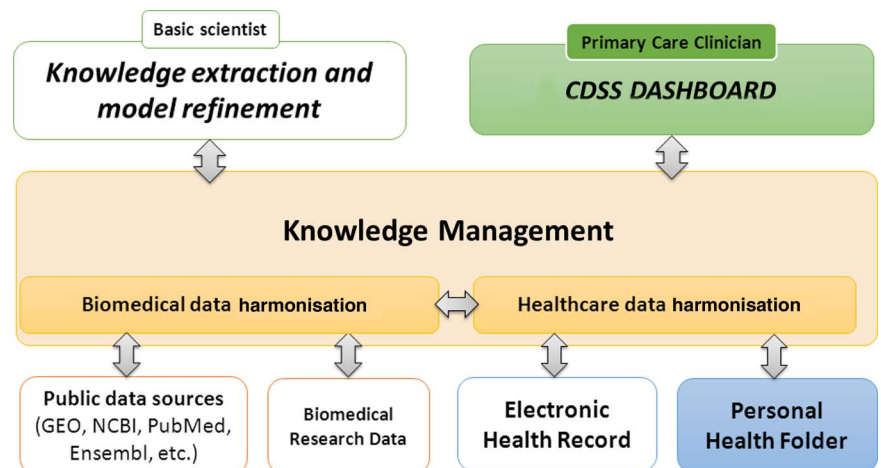 Basic scientist
Knowledge extraction and
model refinement
Primary Care Clinician
CDSS DASHBOARD
Knowledge Management
Biomedical data harmonisation
Healthcare data harmonisation
Public data sources
(GEO, NCBI, PubMed,
Ensembl, etc.)
Biomedical
Research Data
Electronic
Health Record
Personal
Health Folder